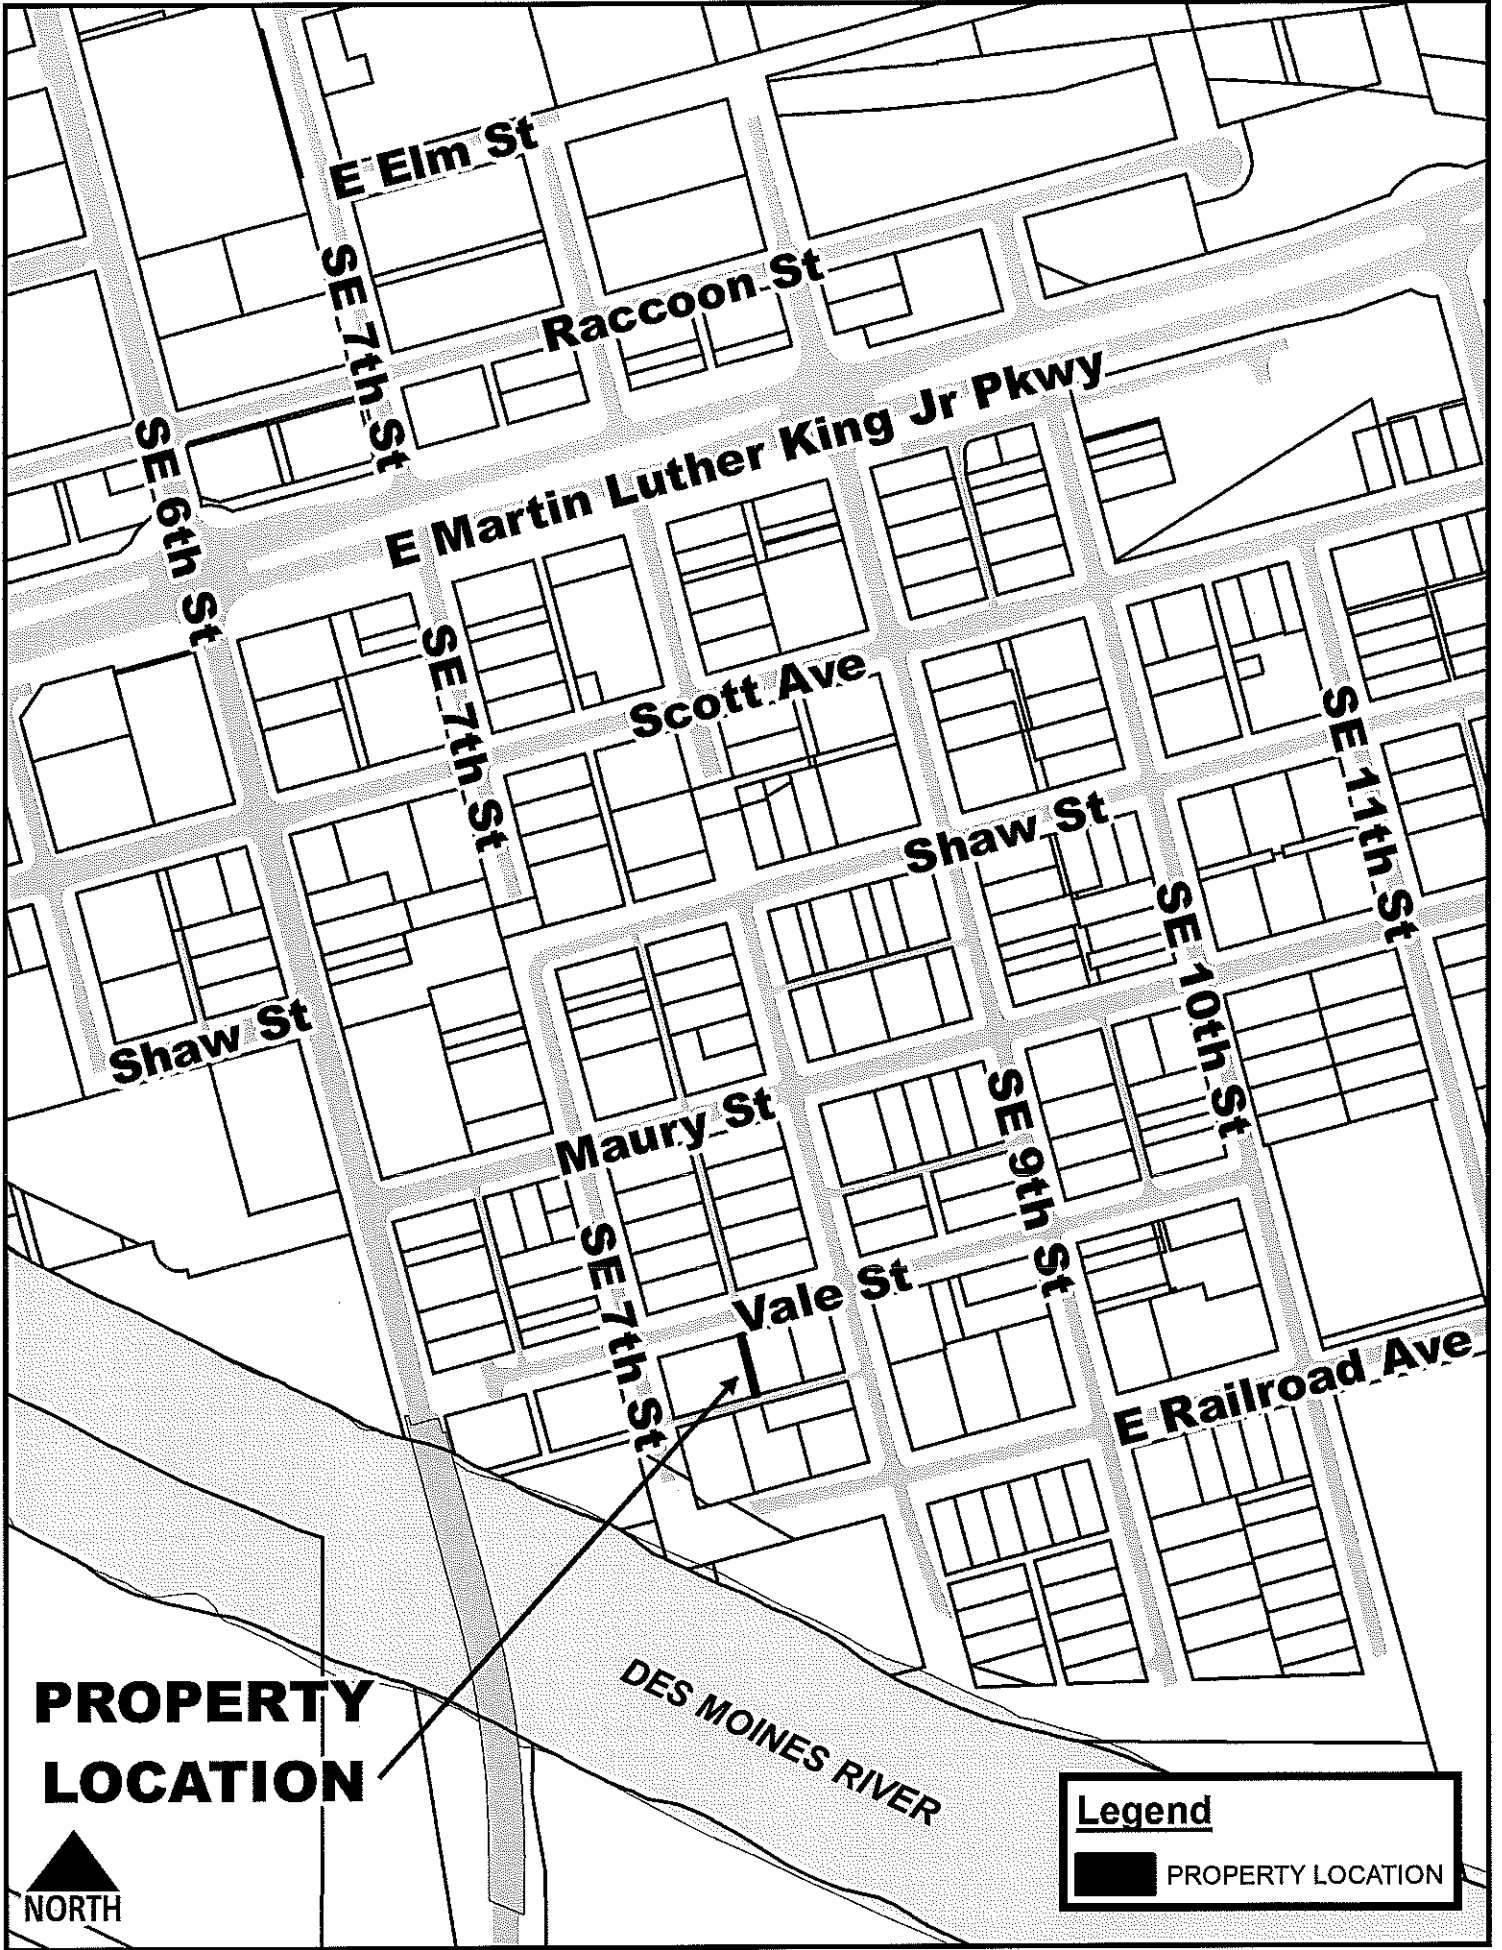 E Elm St
SE 7th St
Raccoon St
E Martin Luther King Jr Pkwy
SE 6th St
SE 7th St
Scott Ave
SE 11th St
Shaw St
SE 10th St
Shaw St
Maury St
SE 9th St
SE 7th St
Vale St
E Railroad Ave
PROPERTY
LOCATION
DES MOINES RIVER
NORTH
Legend
PROPERTY LOCATION